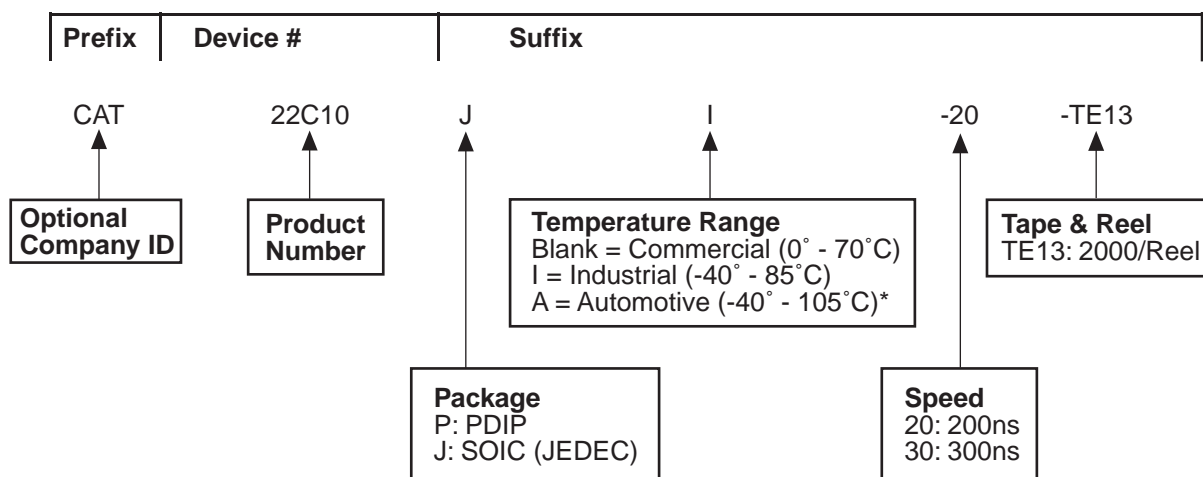 Prefix Device # Suffix
CAT 22C10 J I -20 -TE13
Optional
Company ID
Product
Number
Temperature Range
Blank = Commercial (0˚ - 70˚C)
I = Industrial (-40˚ - 85˚C)
A = Automotive (-40˚ - 105˚C)*
Tape & Reel
TE13: 2000/Reel
Package
P: PDIP
J: SOIC (JEDEC)
Speed
20: 200ns
30: 300ns